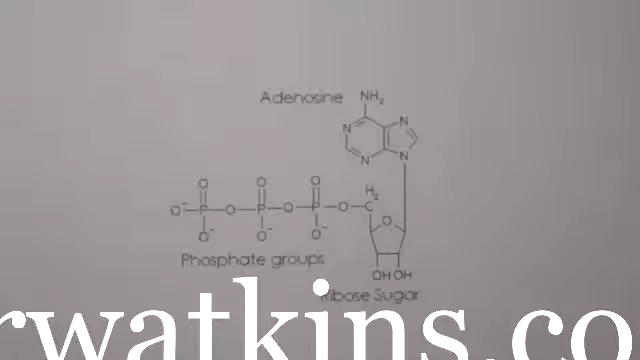 Adenosine NH₂
N N
N N
H₂
O O O
O⁻ P O P O P O C O
O⁻ O⁻ O⁻
Phosphate groups
OH OH
Ribose Sugar
rwatkins.co